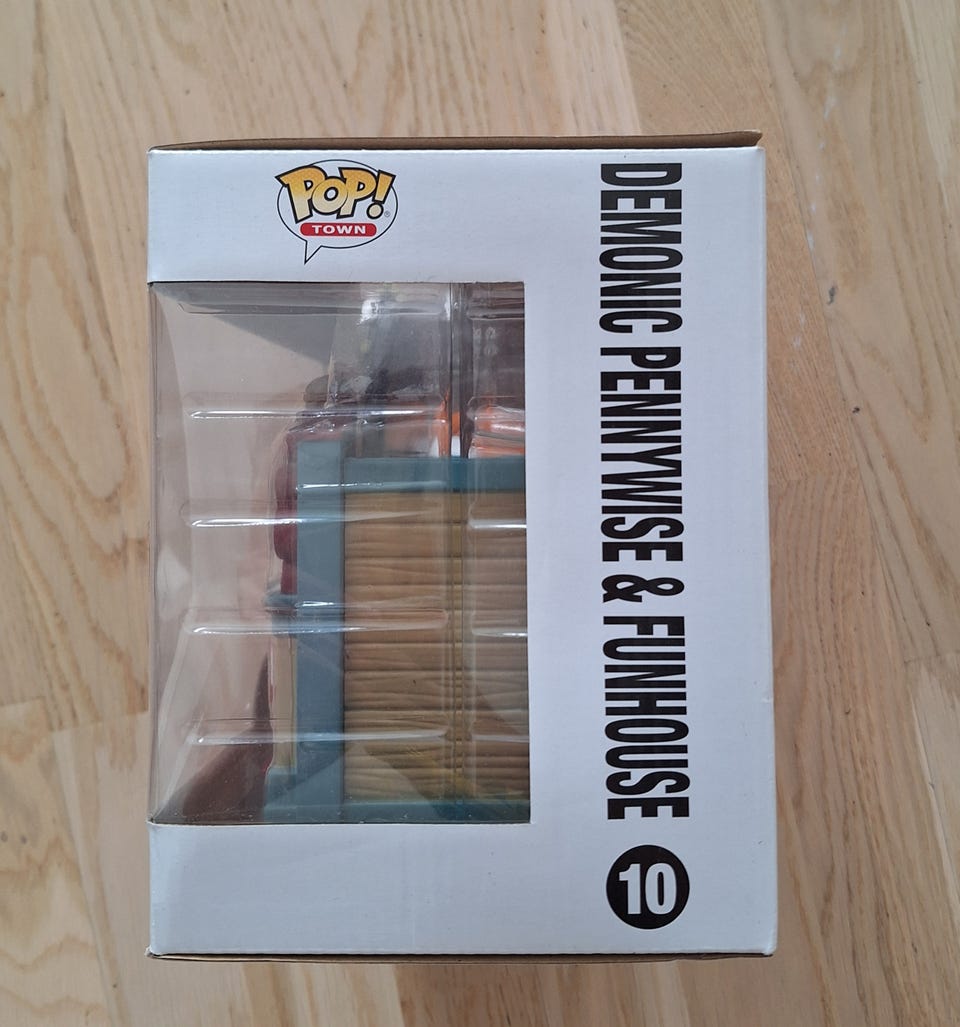 POP!®
TOWN
DEMONIC PENNYWISE & FUNHOUSE
10